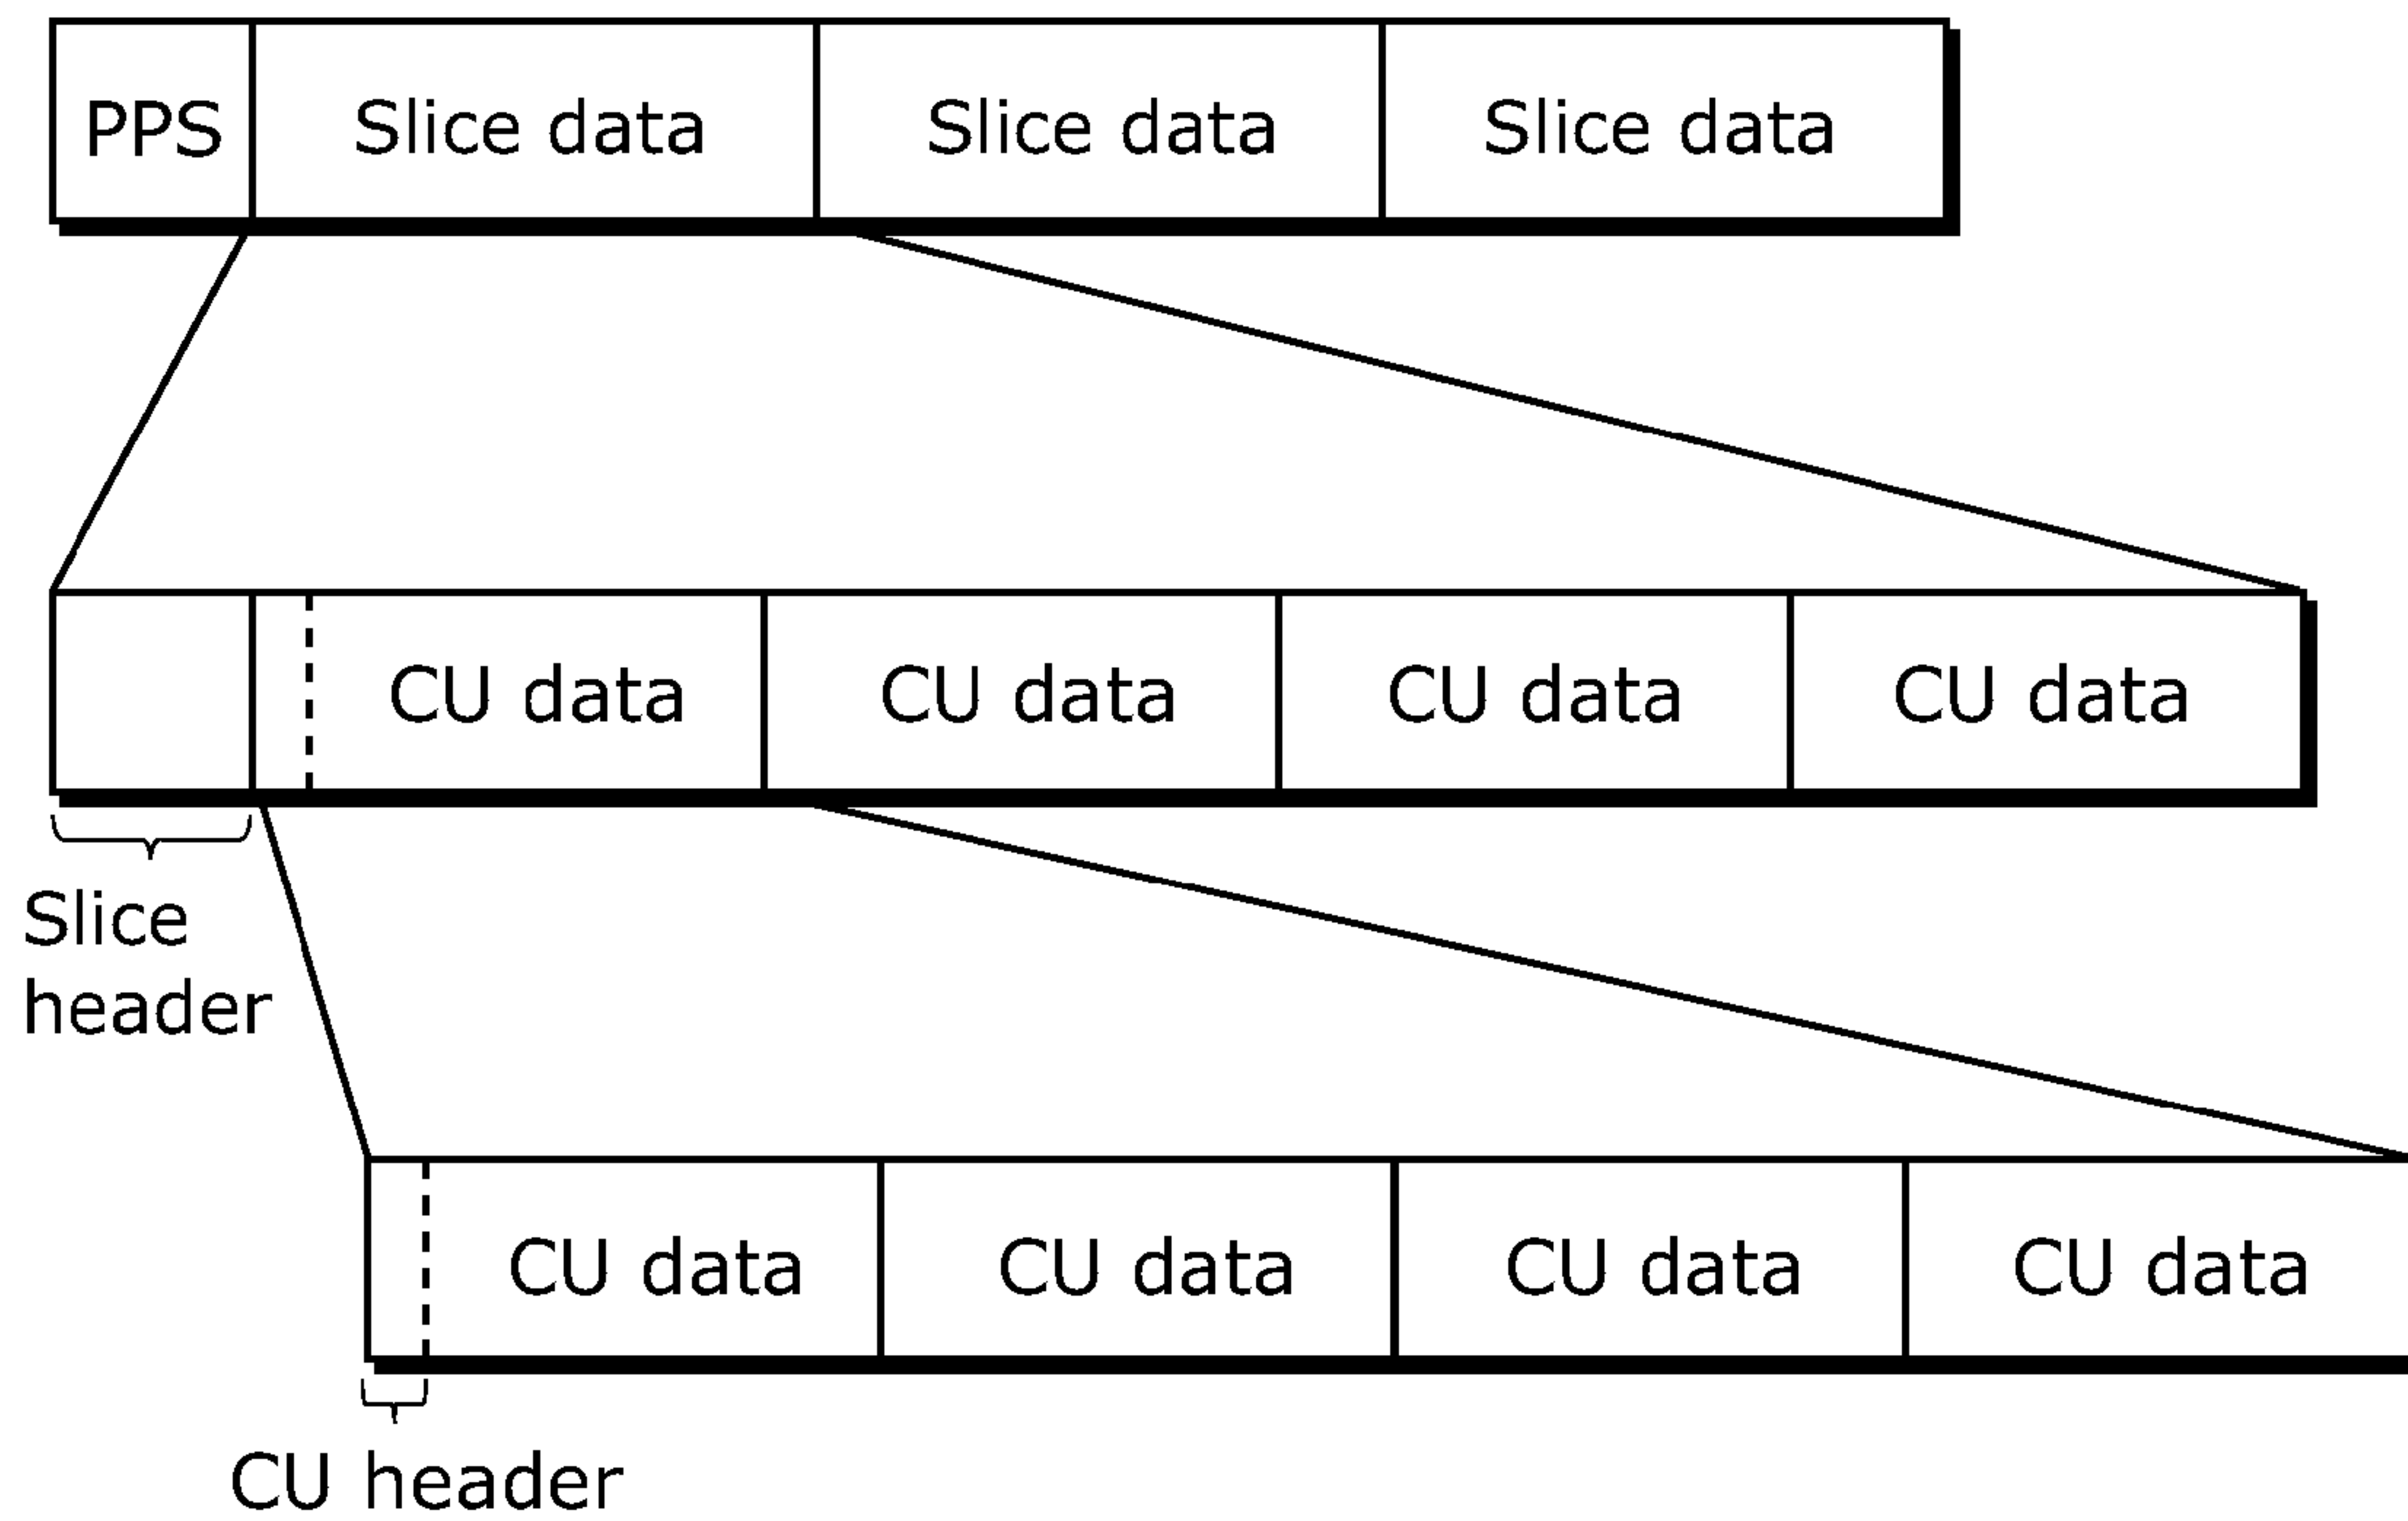 PPS Slice data Slice data Slice data
CU data CU data CU data CU data
Slice
header
CU data CU data CU data CU data
CU header